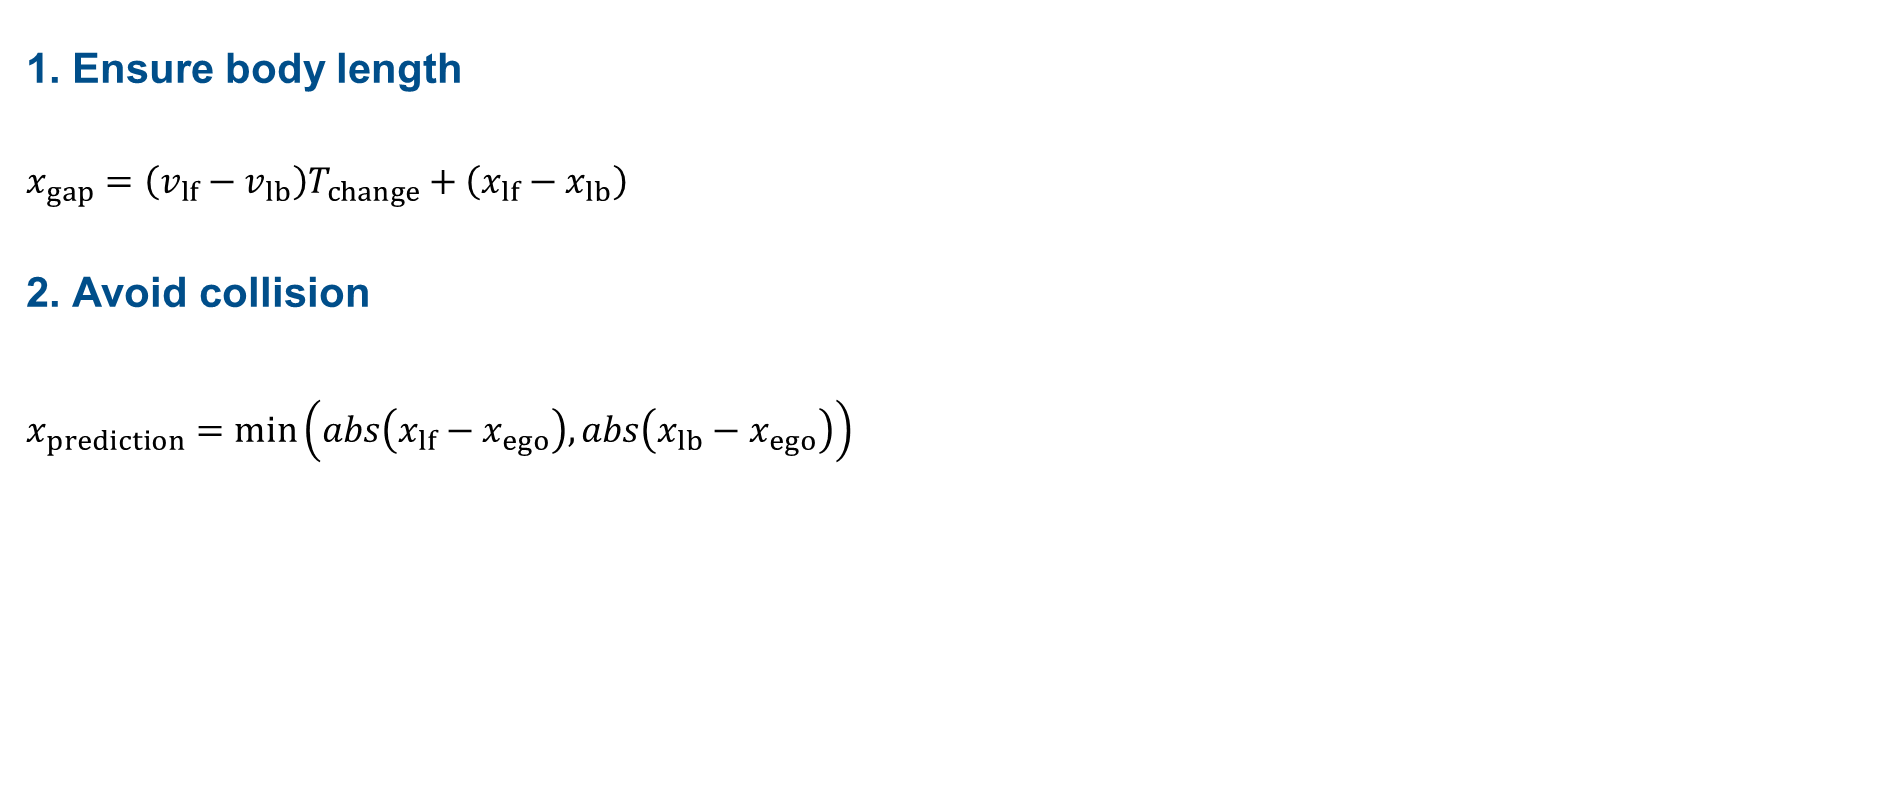 1. Ensure body length
x_gap = (v_lf − v_lb)T_change + (x_lf − x_lb)
2. Avoid collision
x_prediction = min(abs(x_lf − x_ego), abs(x_lb − x_ego))